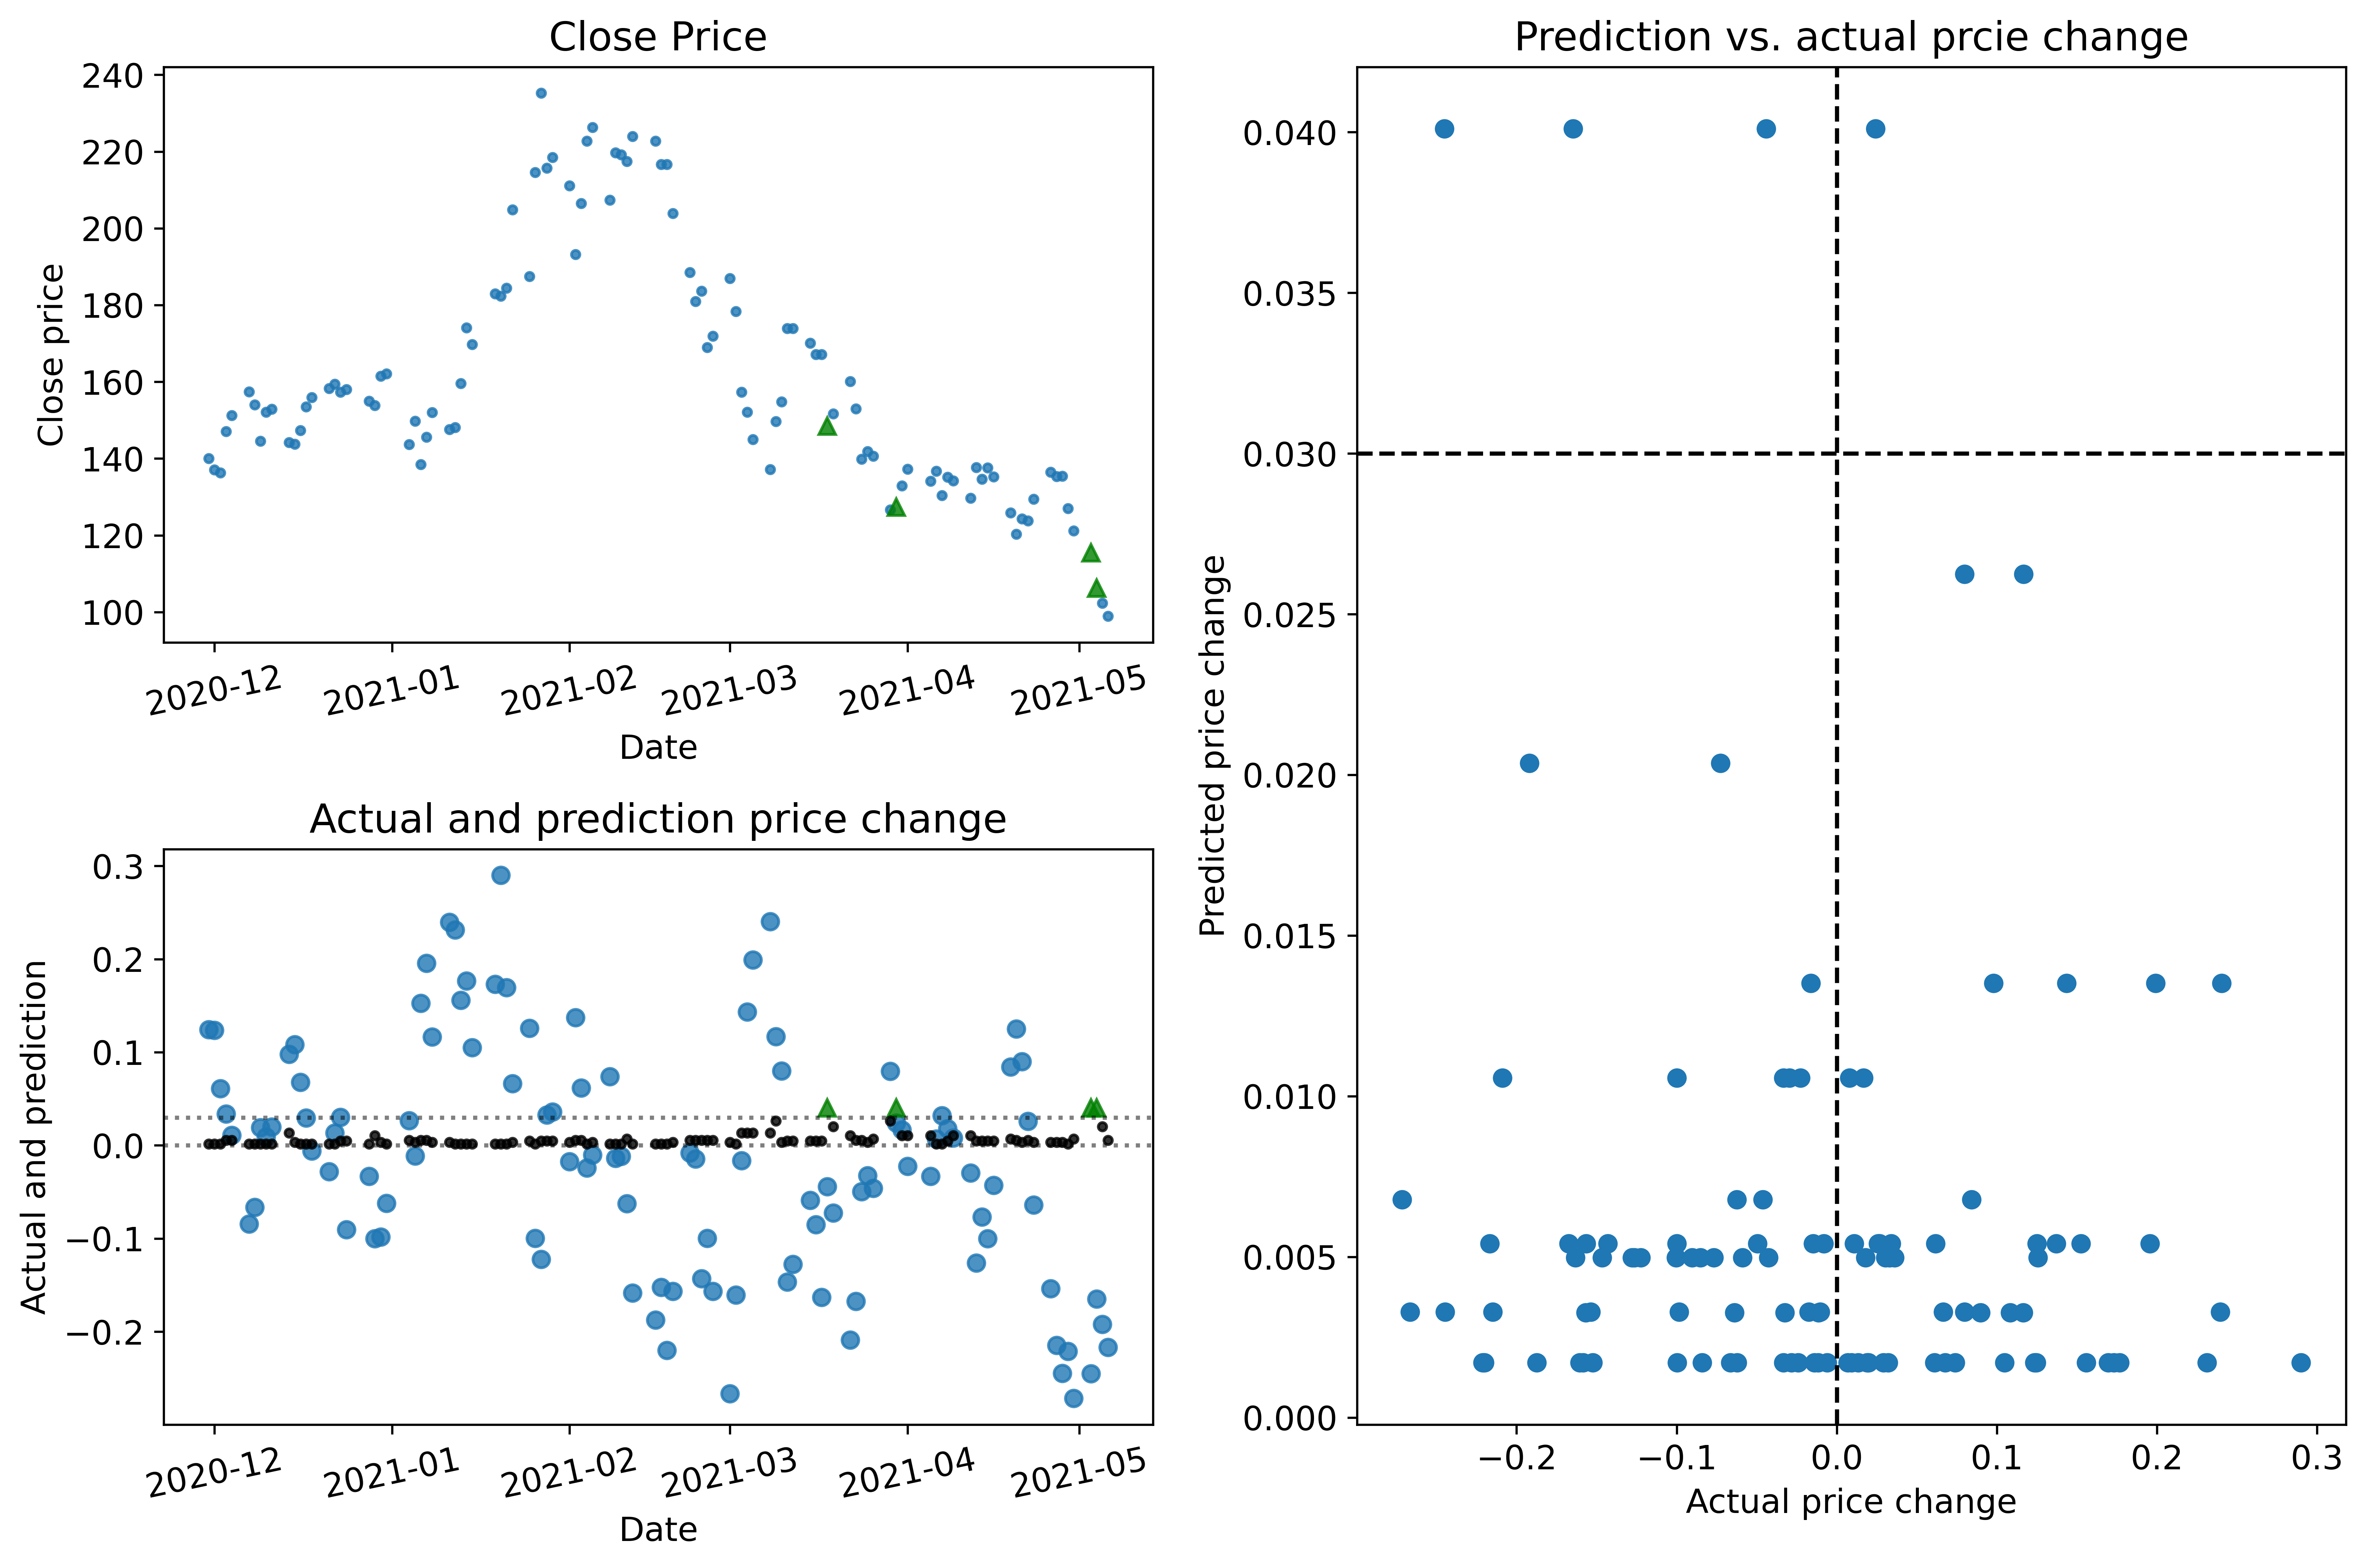 Close Price
240
220
200
180
160
140
120
100
Close price
2020-12 2021-01 2021-02 2021-03 2021-04 2021-05
Date
Actual and prediction price change
0.3
0.2
0.1
0.0
−0.1
−0.2
Actual and prediction
2020-12 2021-01 2021-02 2021-03 2021-04 2021-05
Date
Prediction vs. actual prcie change
0.040
0.035
0.030
0.025
0.020
0.015
0.010
0.005
0.000
Predicted price change
−0.2 −0.1 0.0 0.1 0.2 0.3
Actual price change